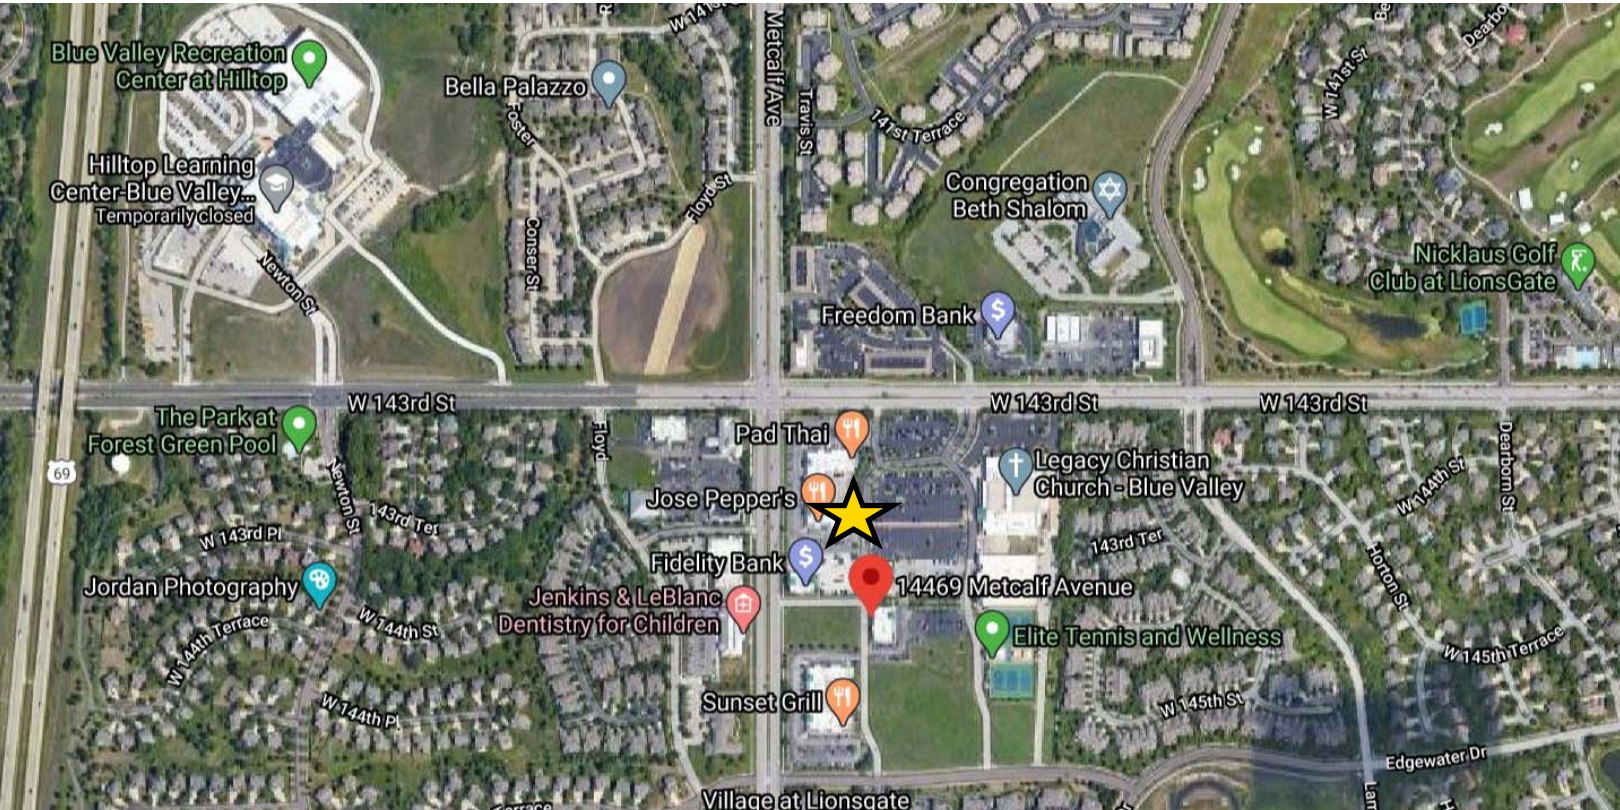 Blue Valley Recreation
Center at Hilltop
Bella Palazzo
W 141st St
Metcalf Ave
Travis St
141st Terrace
W 141st St
Foster
Hilltop Learning
Center-Blue Valley...
Temporarily closed
Newton St
Conser St
Floyd St
Congregation
Beth Shalom
Nicklaus Golf
Club at LionsGate
Freedom Bank
W 143rd St
W 143rd St
W 143rd St
The Park at
Forest Green Pool
69
Newton St
143rd Ter
W 143rd Pl
Floyd
Pad Thai
Jose Pepper's
Legacy Christian
Church - Blue Valley
W 144th St
Dearborn St
143rd Ter
Horton St
Jordan Photography
Fidelity Bank
14469 Metcalf Avenue
Jenkins & LeBlanc
Dentistry for Children
W 144th St
W 144th Terrace
Elite Tennis and Wellness
W 145th Terrace
W 144th Pl
Sunset Grill
W 145th St
Edgewater Dr
Village at Lionsgate